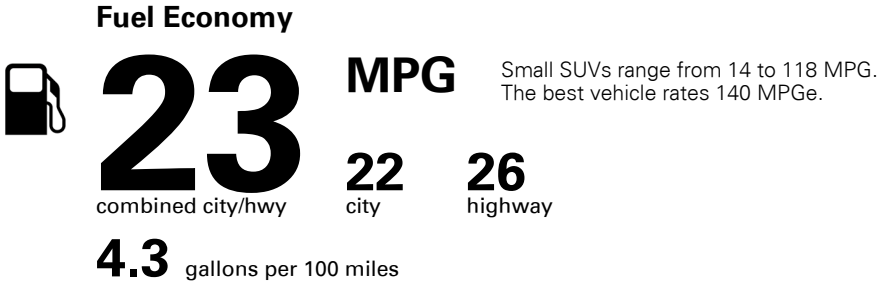 Fuel Economy
23 MPG
Small SUVs range from 14 to 118 MPG.
The best vehicle rates 140 MPGe.
combined city/hwy
22 city
26 highway
4.3 gallons per 100 miles